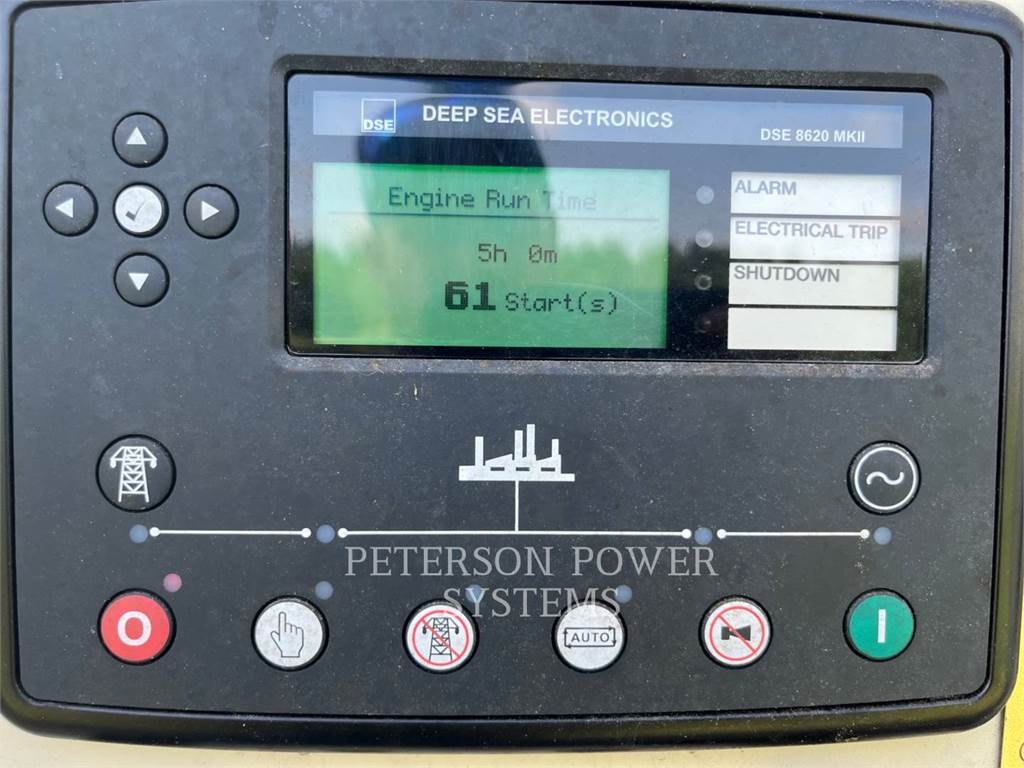 DSE
DEEP SEA ELECTRONICS
DSE 8620 MKII
Engine Run Time
5h 0m
61 Start(s)
ALARM
ELECTRICAL TRIP
SHUTDOWN
PETERSON POWER
SYSTEMS
O
AUTO
I